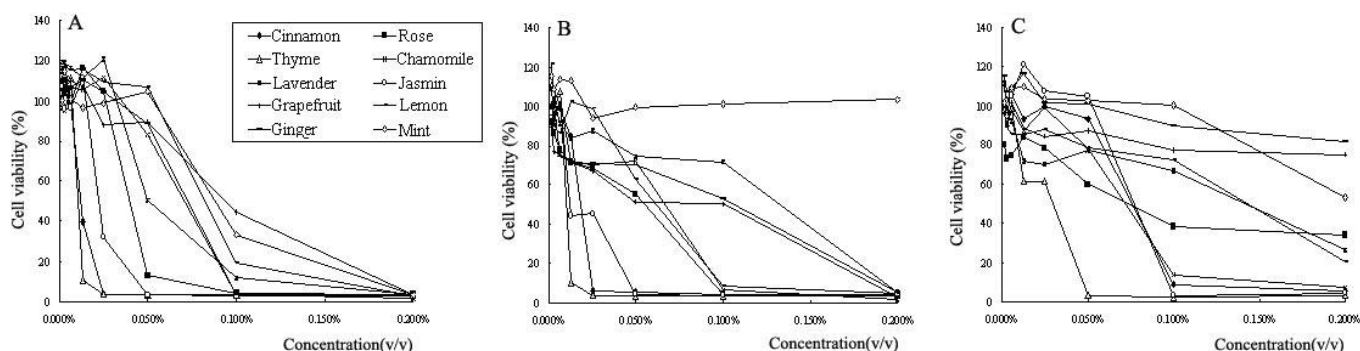 A
140
120
100
80
60
40
20
0
Cell viability (%)
0.000% 0.050% 0.100% 0.150% 0.200%
Concentration(v/v)
Cinnamon Rose
Thyme Chamomile
Lavender Jasmin
Grapefruit Lemon
Ginger Mint
B
140
120
100
80
60
40
20
0
Cell viability (%)
0.000% 0.050% 0.100% 0.150% 0.200%
Concentration(v/v)
C
140
120
100
80
60
40
20
0
Cell viability (%)
0.000% 0.050% 0.100% 0.150% 0.200%
Concentration(v/v)